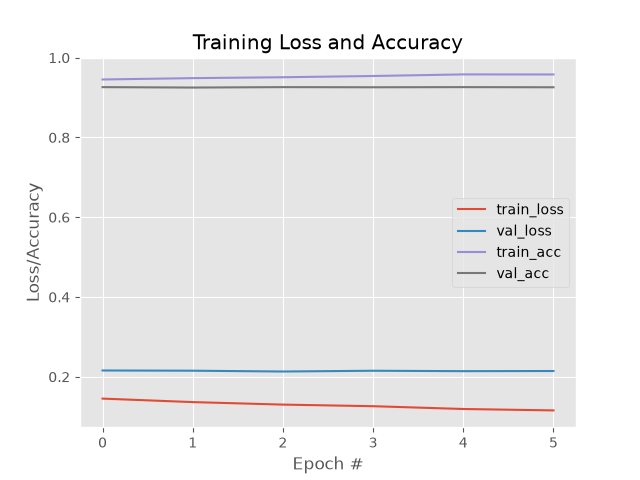 Training Loss and Accuracy
Loss/Accuracy
1.0
0.8
0.6
0.4
0.2
train_loss
val_loss
train_acc
val_acc
0 1 2 3 4 5
Epoch #